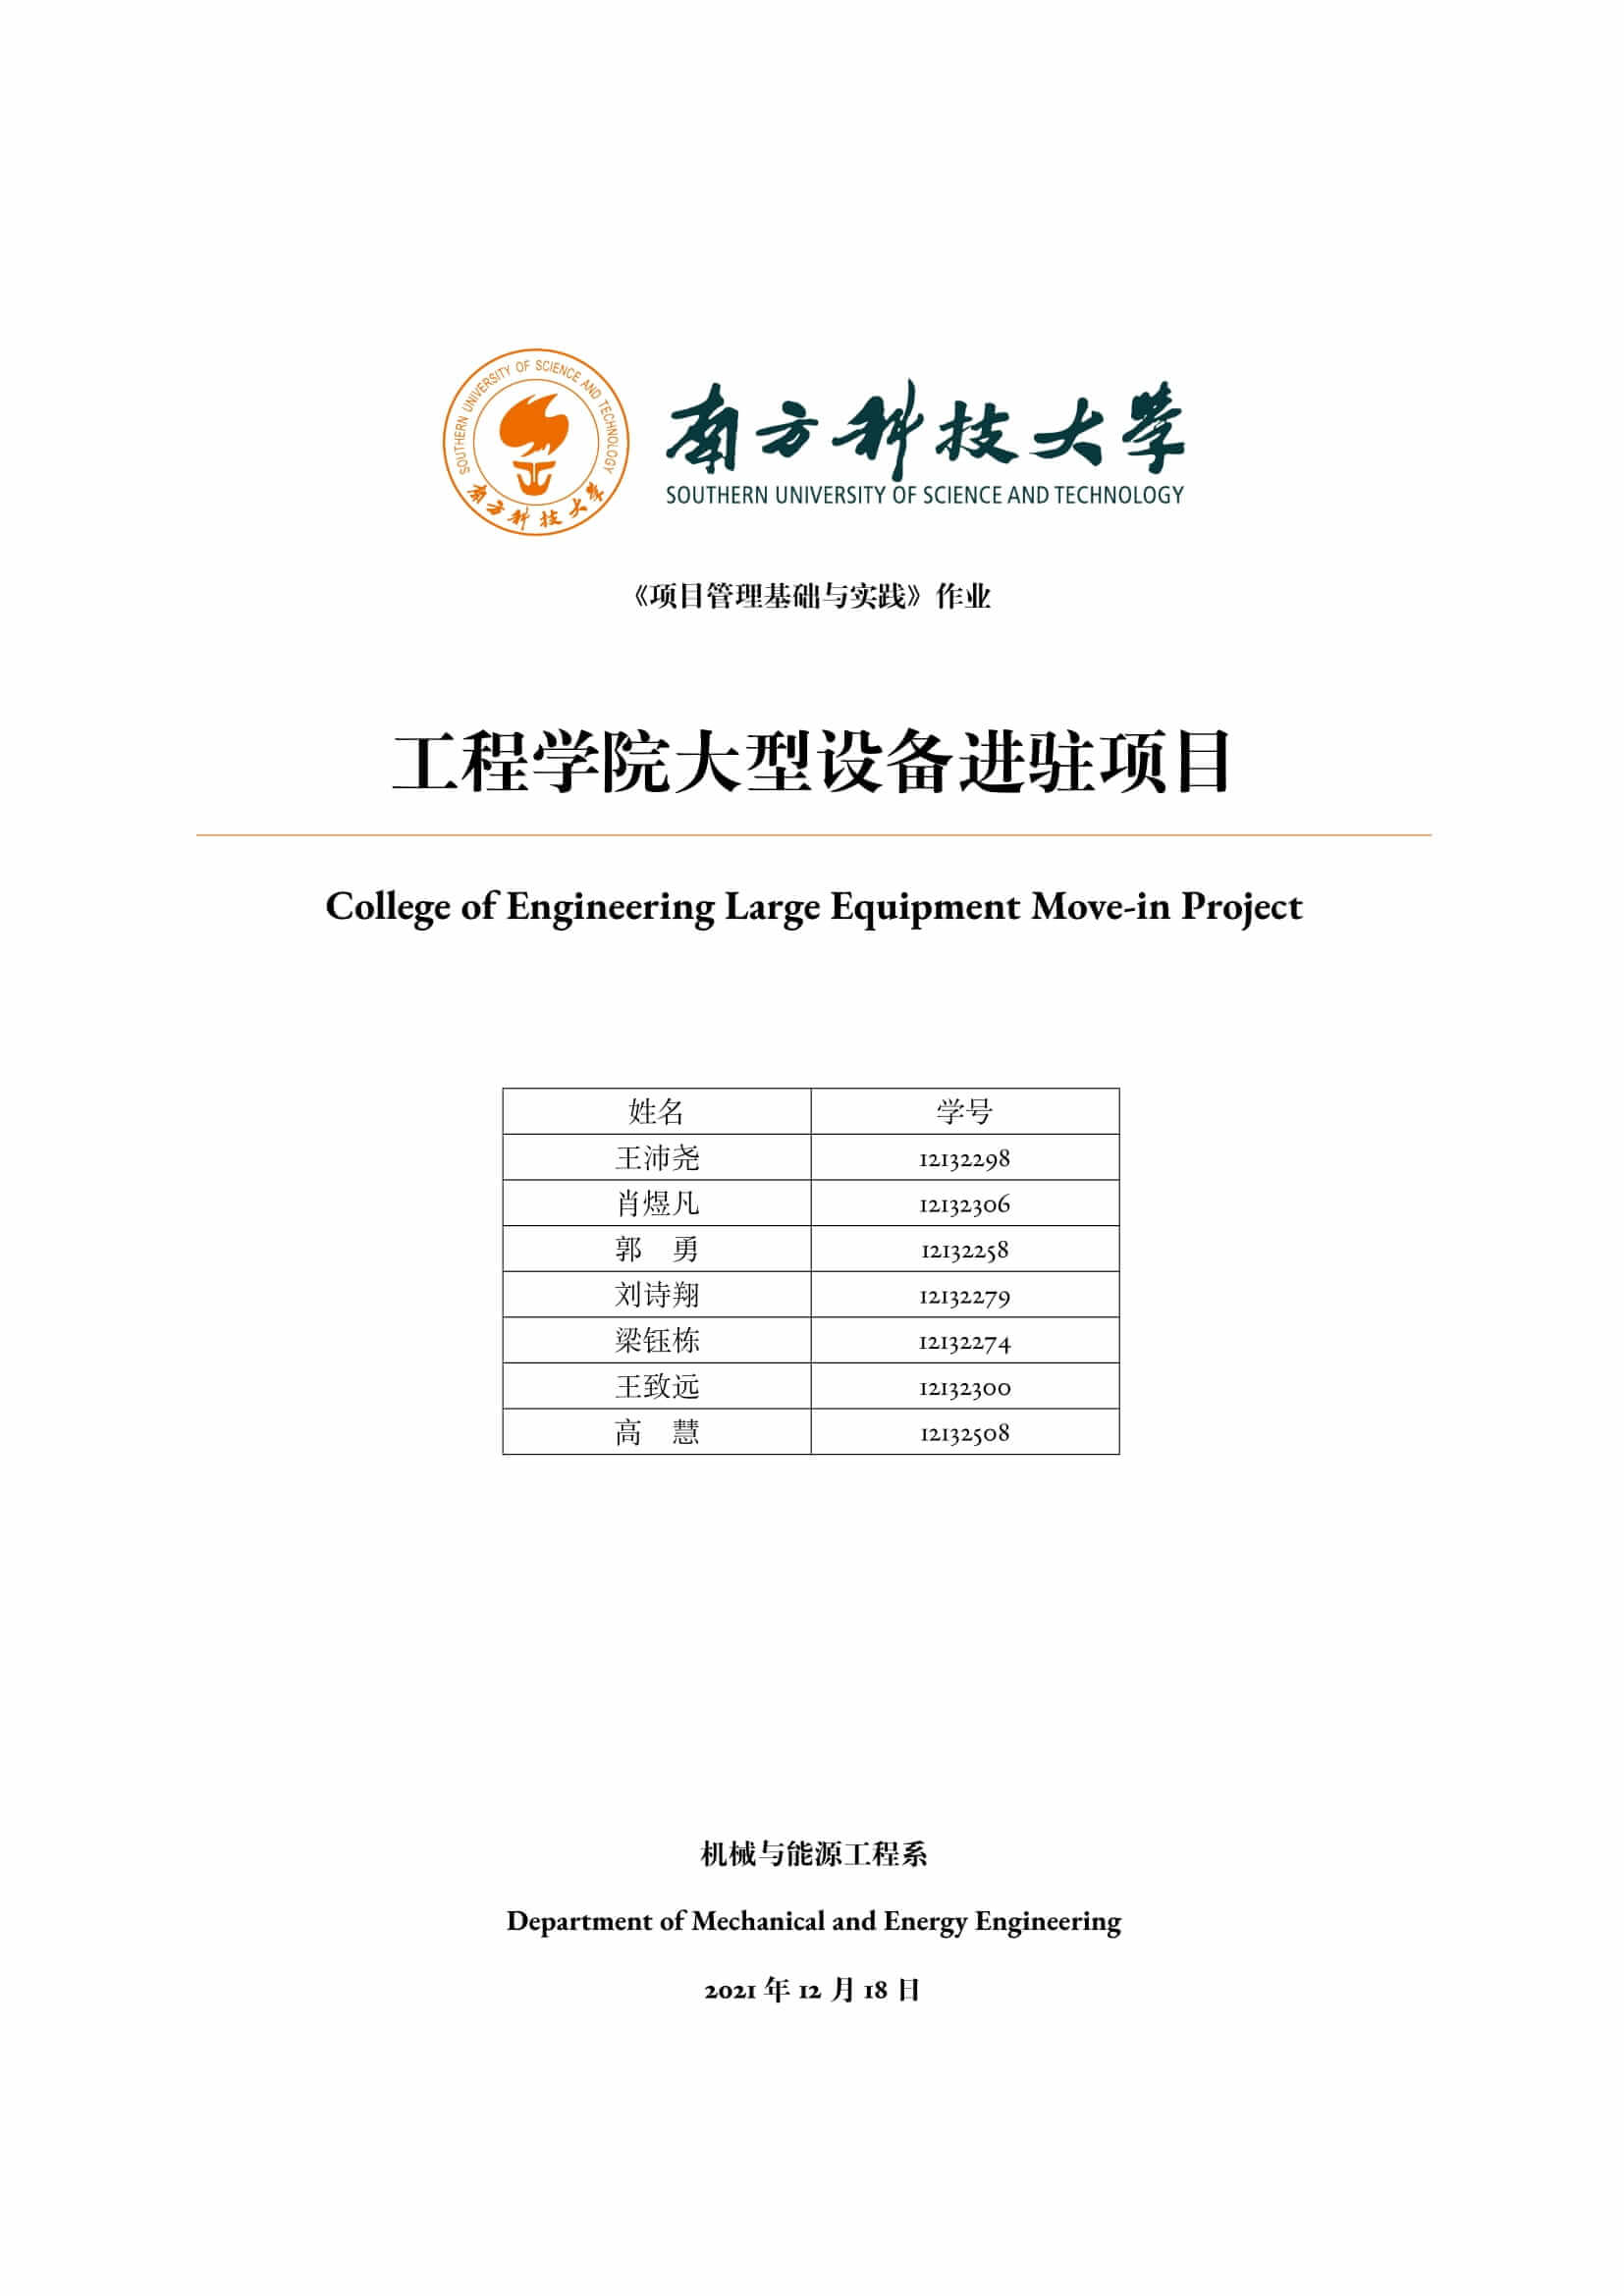 SOUTHERN UNIVERSITY OF SCIENCE AND TECHNOLOGY
南方科技大学
南方科技大学
SOUTHERN UNIVERSITY OF SCIENCE AND TECHNOLOGY
《项目管理基础与实践》作业
工程学院大型设备进驻项目
College of Engineering Large Equipment Move-in Project
姓名 学号
王沛尧 12132298
肖煜凡 12132306
郭　勇 12132258
刘诗翔 12132279
梁钰栋 12132274
王致远 12132300
高　慧 12132508
机械与能源工程系
Department of Mechanical and Energy Engineering
2021 年 12 月 18 日